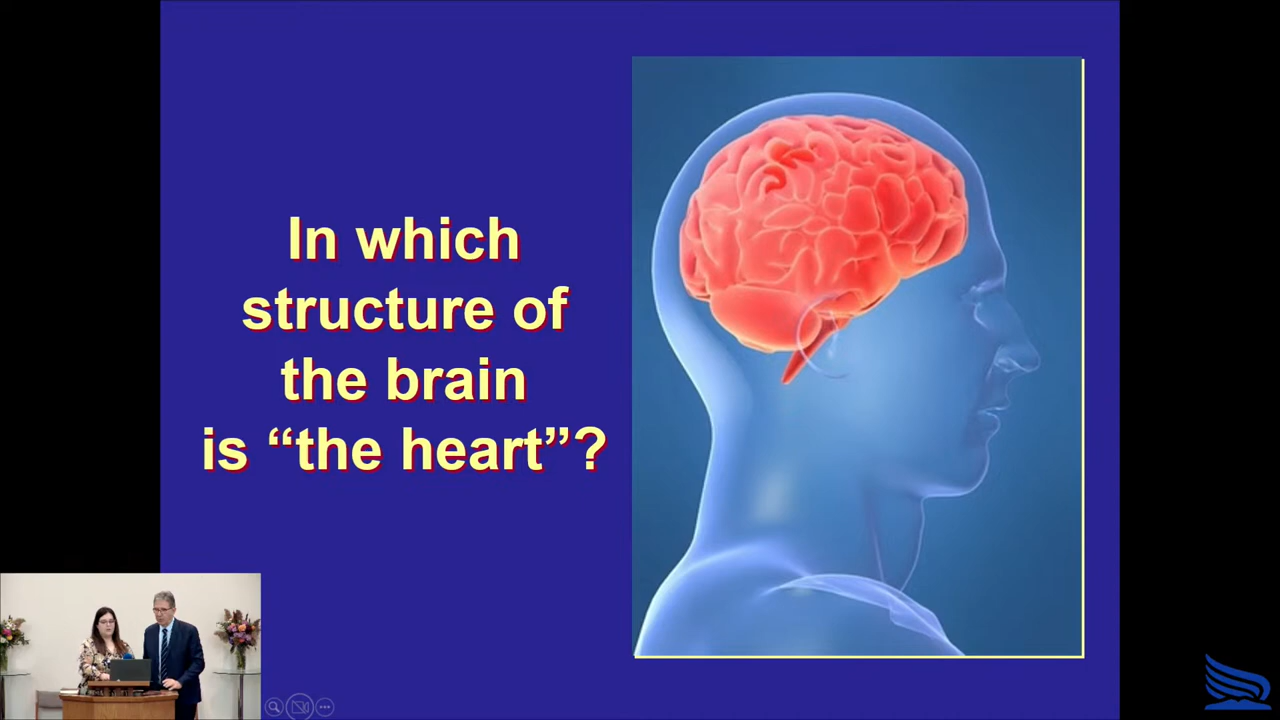 In which
structure of
the brain
is “the heart”?